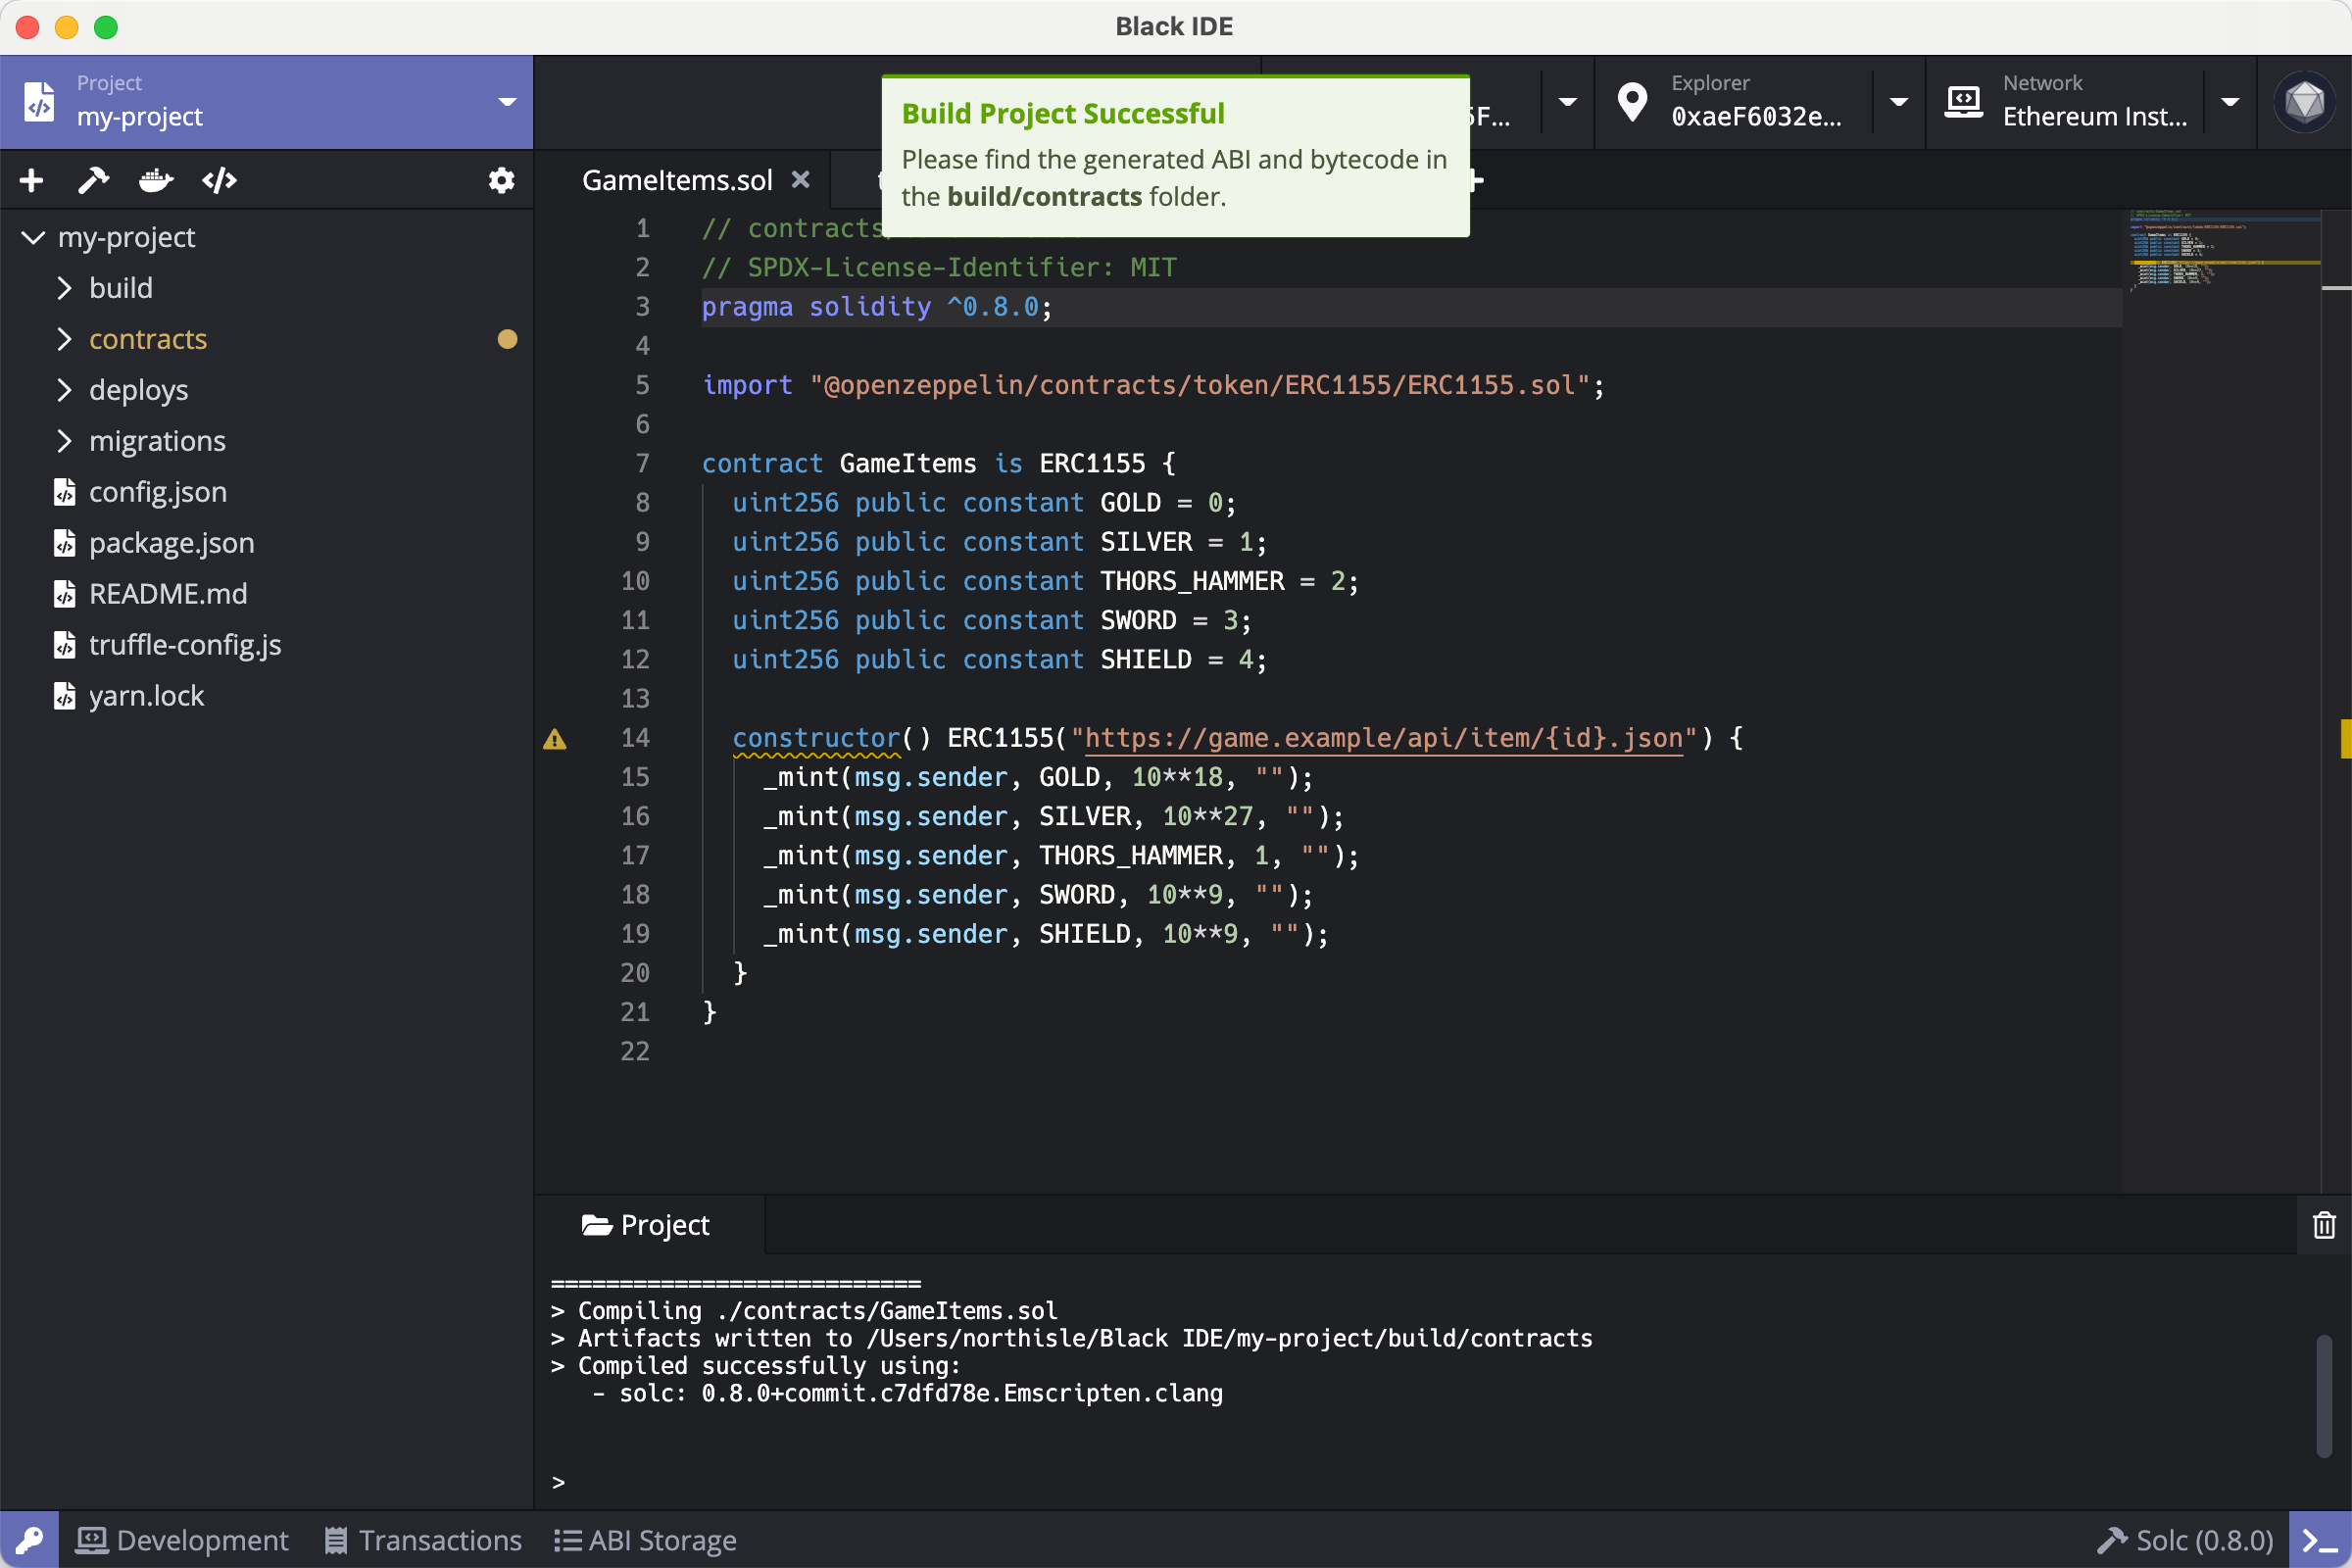 Black IDE
Project
my-project
Build Project Successful
Please find the generated ABI and bytecode in
the build/contracts folder.
5F...
Explorer
0xaeF6032e...
Network
Ethereum Inst...
GameItems.sol
my-project
build
contracts
deploys
migrations
config.json
package.json
README.md
truffle-config.js
yarn.lock
1 // contracts/
2 // SPDX-License-Identifier: MIT
3 pragma solidity ^0.8.0;
4
5 import "@openzeppelin/contracts/token/ERC1155/ERC1155.sol";
6
7 contract GameItems is ERC1155 {
8 uint256 public constant GOLD = 0;
9 uint256 public constant SILVER = 1;
10 uint256 public constant THORS_HAMMER = 2;
11 uint256 public constant SWORD = 3;
12 uint256 public constant SHIELD = 4;
13
14 constructor() ERC1155("https://game.example/api/item/{id}.json") {
15 _mint(msg.sender, GOLD, 10**18, "");
16 _mint(msg.sender, SILVER, 10**27, "");
17 _mint(msg.sender, THORS_HAMMER, 1, "");
18 _mint(msg.sender, SWORD, 10**9, "");
19 _mint(msg.sender, SHIELD, 10**9, "");
20 }
21 }
22
Project
===========================
> Compiling ./contracts/GameItems.sol
> Artifacts written to /Users/northisle/Black IDE/my-project/build/contracts
> Compiled successfully using:
- solc: 0.8.0+commit.c7dfd78e.Emscripten.clang
>
Development
Transactions
ABI Storage
Solc (0.8.0)